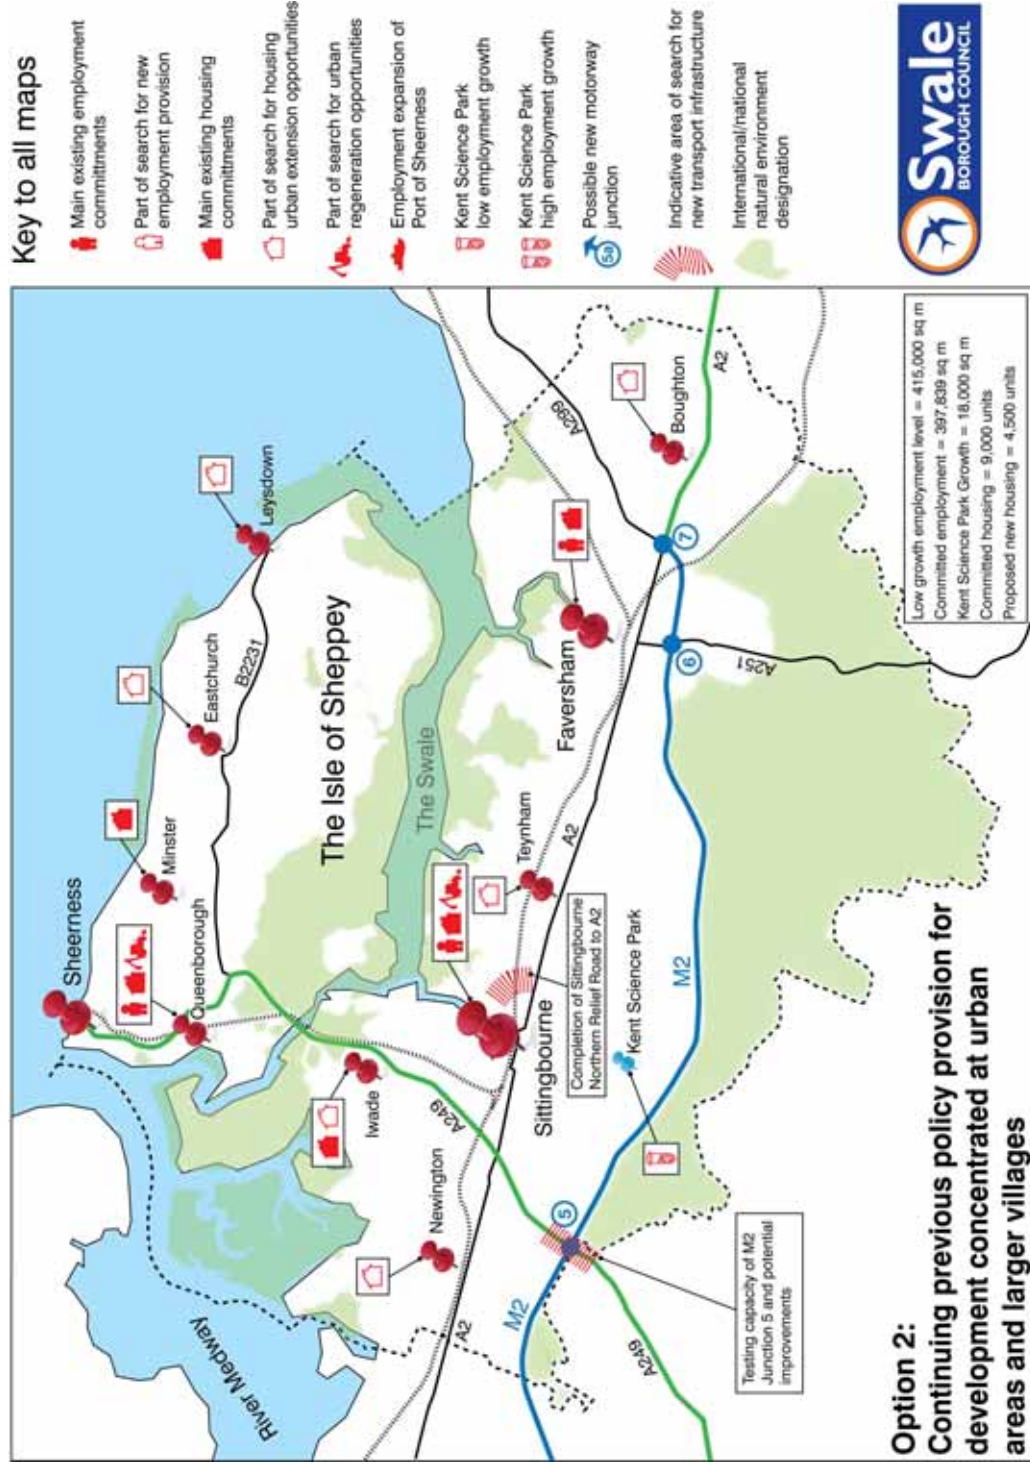 Key to all maps
Main existing employment
committments
Part of search for new
employment provision
Main existing housing
committments
Part of search for housing
urban extension opportunities
Part of search for urban
regeneration opportunities
Employment expansion of
Port of Sheerness
Kent Science Park
low employment growth
Kent Science Park
high employment growth
5a
Possible new motorway
junction
Indicative area of search for
new transport infrastructure
International/national
natural environment
designation
Swale
BOROUGH COUNCIL
Sheerness
Minster
Queenborough
Eastchurch
Leysdown
B2231
The Isle of Sheppey
The Swale
River Medway
Iwade
Newington
A249
A2
Sittingbourne
Teynham
A2
Faversham
A299
Boughton
A2
Completion of Sittingbourne
Northern Relief Road to A2
Kent Science Park
M2
5
M2
A249
6
7
A251
Testing capacity of M2
Junction 5 and potential
improvements
Low growth employment level = 415,000 sq m
Committed employment = 397,839 sq m
Kent Science Park Growth = 18,000 sq m
Committed housing = 9,000 units
Proposed new housing = 4,500 units
Option 2:
Continuing previous policy provision for
development concentrated at urban
areas and larger villages